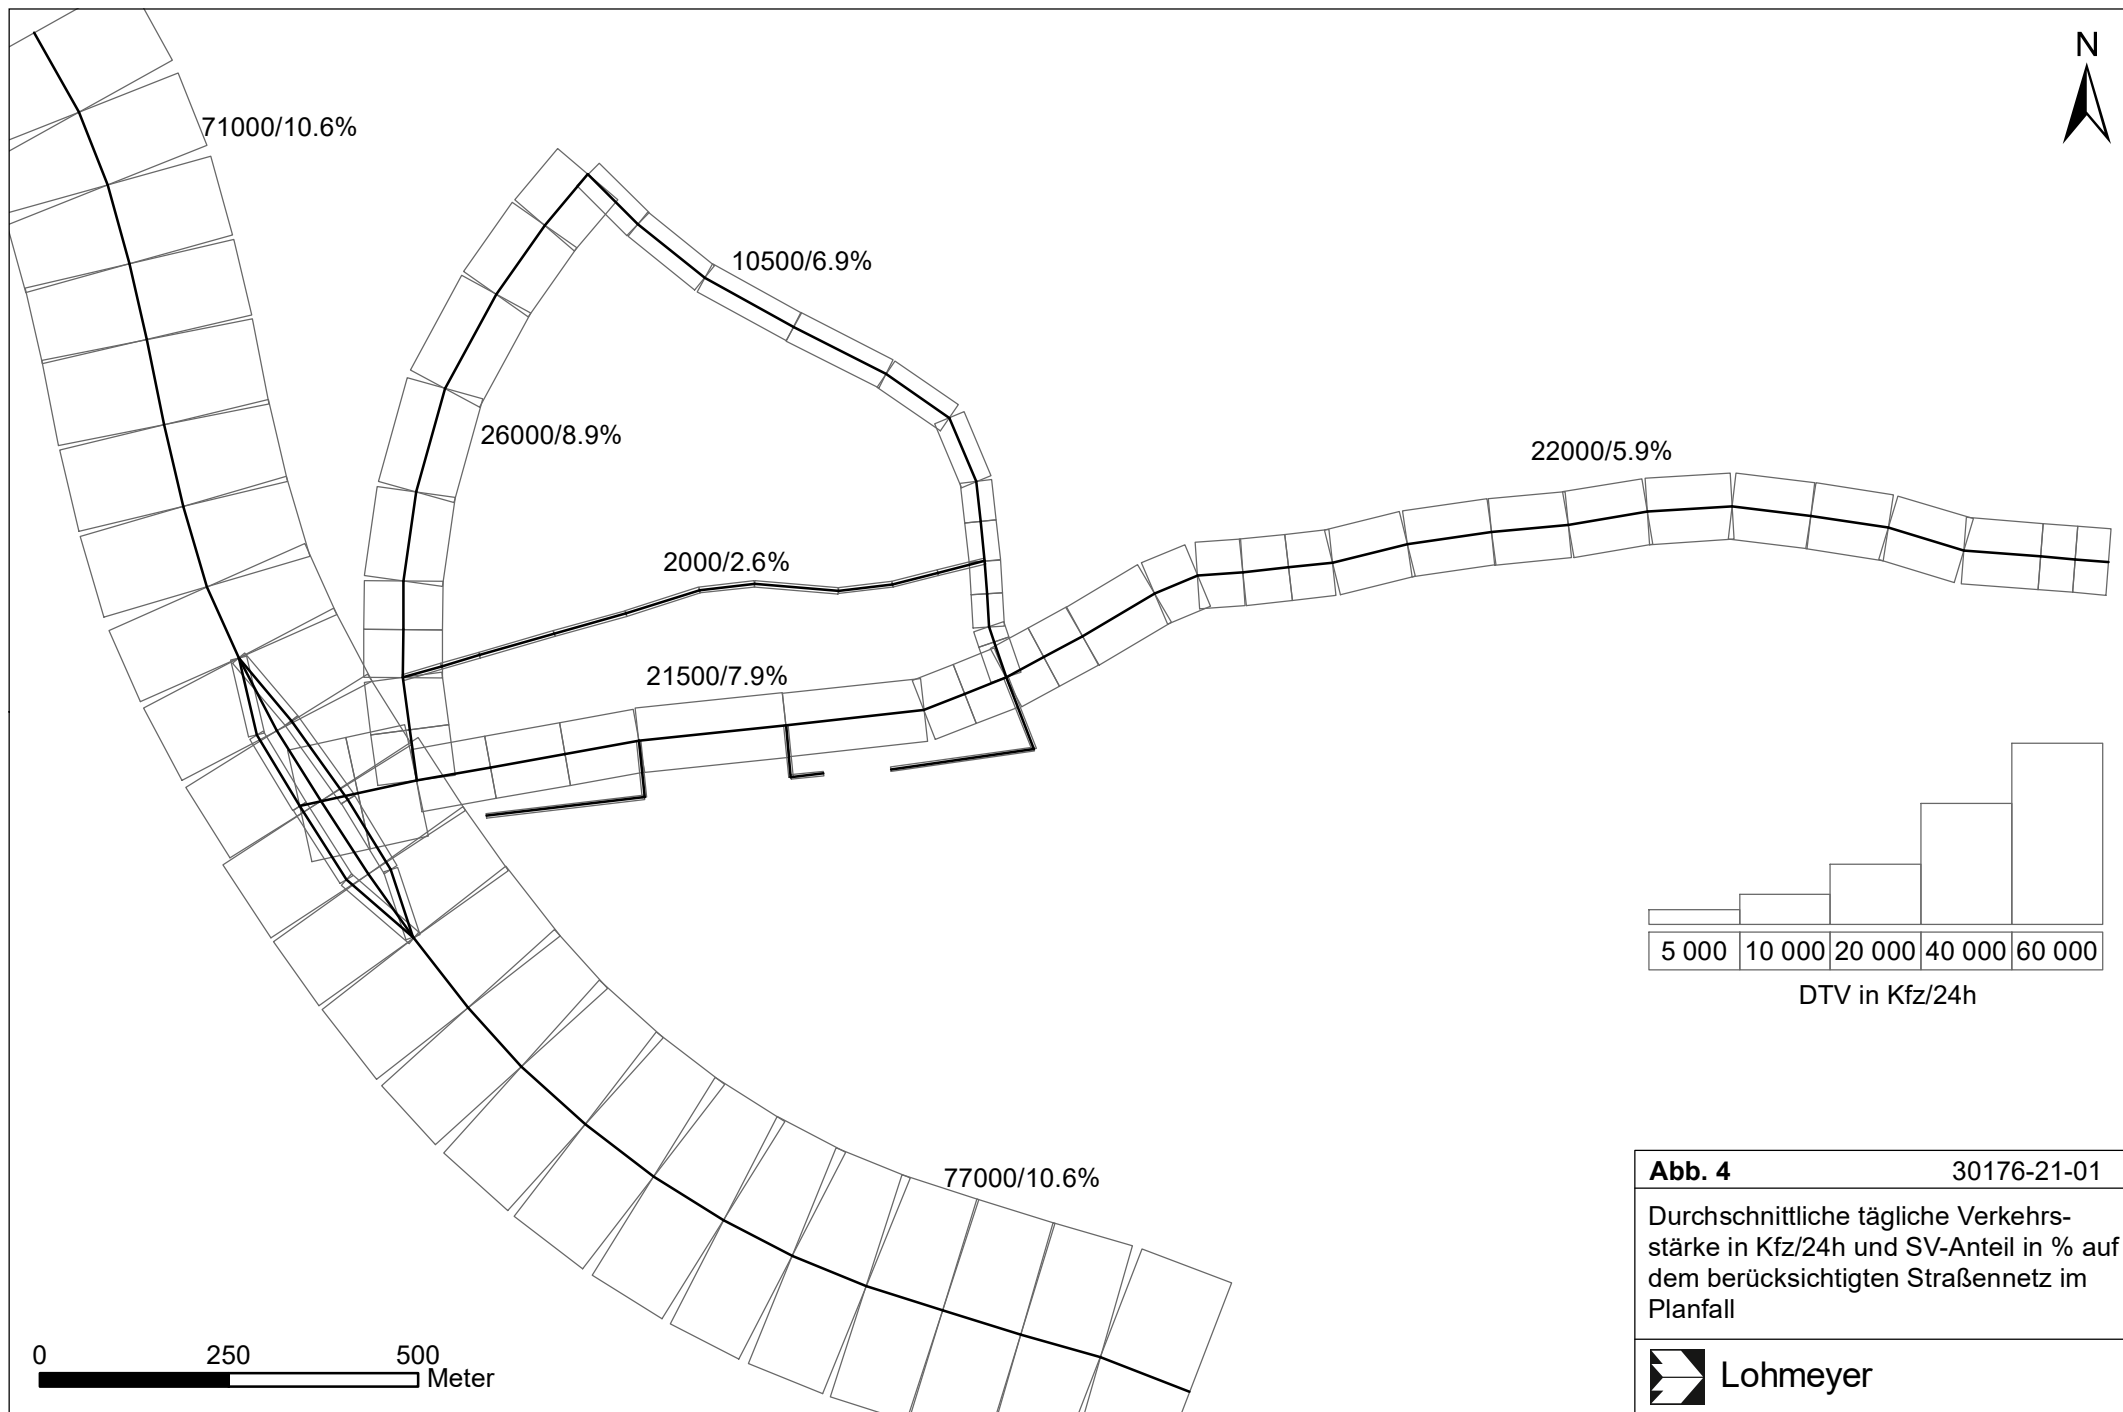 N
71000/10.6%
10500/6.9%
26000/8.9%
22000/5.9%
2000/2.6%
21500/7.9%
5 000 10 000 20 000 40 000 60 000
DTV in Kfz/24h
77000/10.6%
Abb. 4 30176-21-01
Durchschnittliche tägliche Verkehrs-
stärke in Kfz/24h und SV-Anteil in % auf
dem berücksichtigten Straßennetz im
Planfall
0 250 500
Meter
Lohmeyer